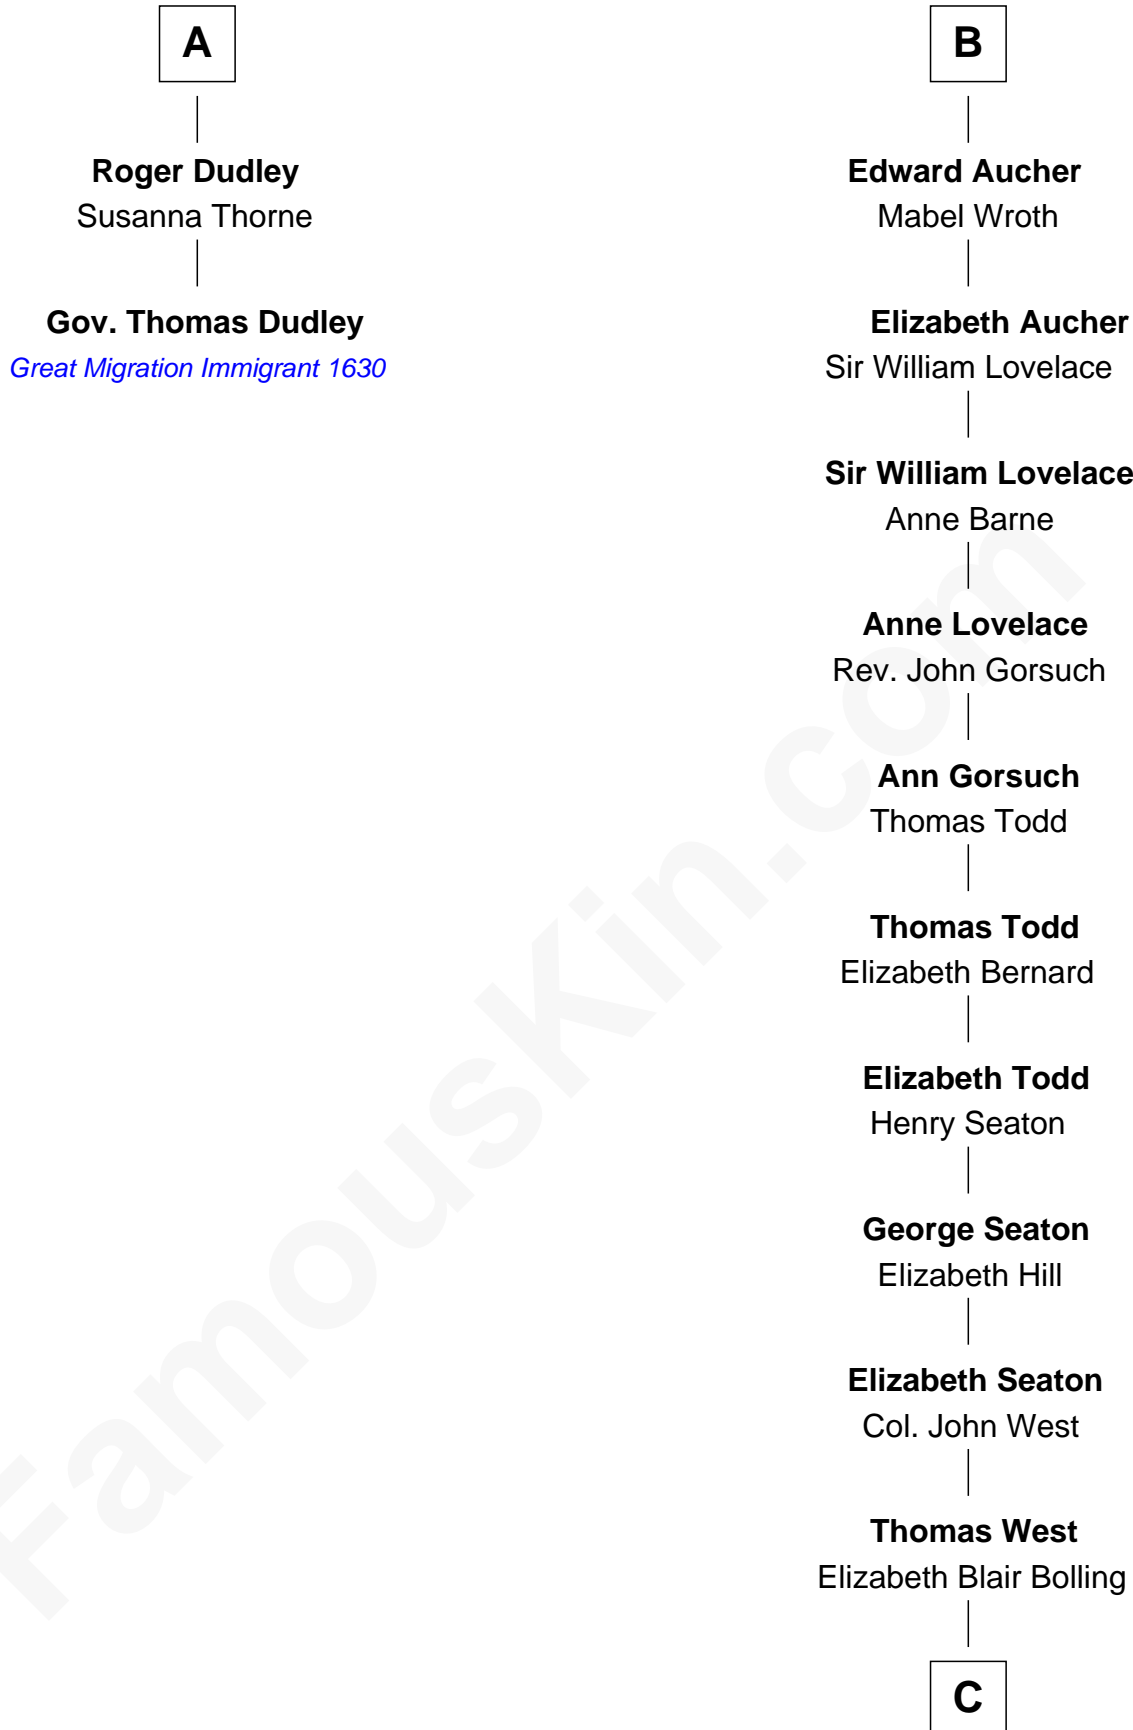 A
Roger Dudley
Susanna Thorne
Gov. Thomas Dudley
Great Migration Immigrant 1630
B
Edward Aucher
Mabel Wroth
Elizabeth Aucher
Sir William Lovelace
Sir William Lovelace
Anne Barne
Anne Lovelace
Rev. John Gorsuch
Ann Gorsuch
Thomas Todd
Thomas Todd
Elizabeth Bernard
Elizabeth Todd
Henry Seaton
George Seaton
Elizabeth Hill
Elizabeth Seaton
Col. John West
Thomas West
Elizabeth Blair Bolling
C
FamousKin.com